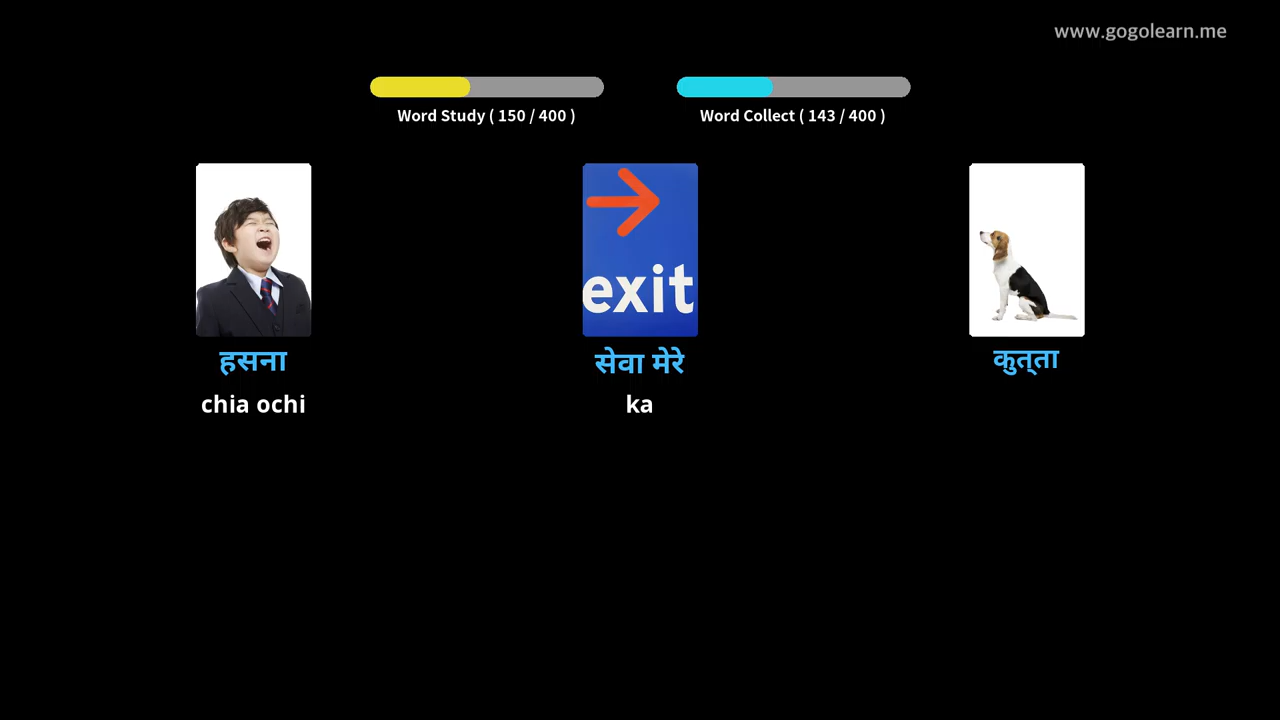 www.gogolearn.me
Word Study ( 150 / 400 )
Word Collect ( 143 / 400 )
exit
हसना
सेवा मेरे
कुत्ता
chia ochi
ka